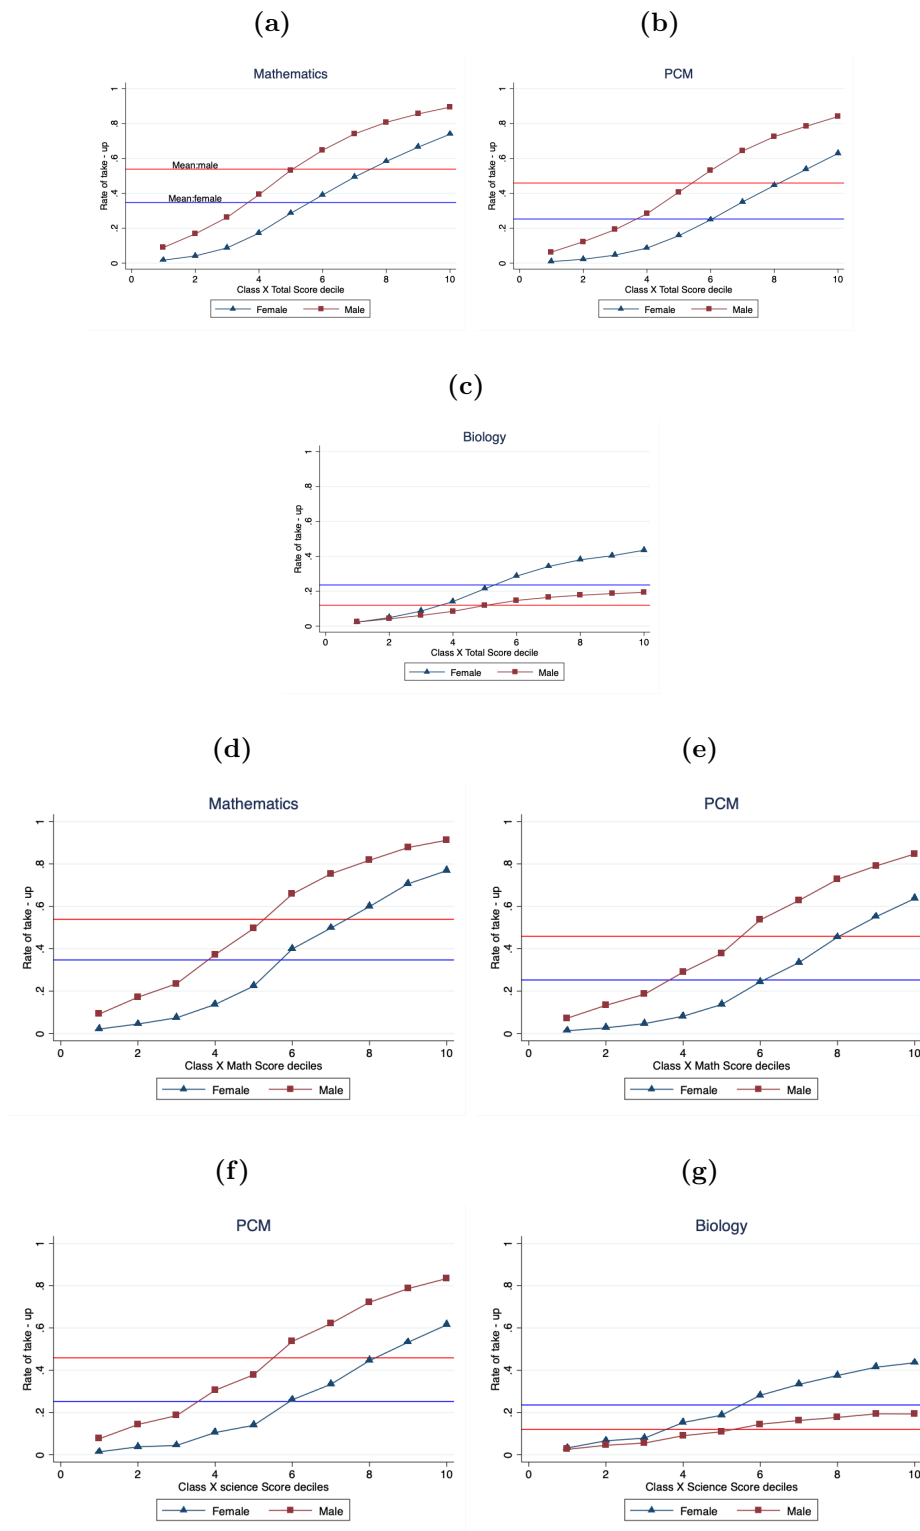 (a)
Mathematics
Rate of take - up
0 .2 .4 .6 .8 1
Mean:male
Mean:female
0 2 4 6 8 10
Class X Total Score decile
Female Male
(b)
PCM
Rate of take - up
0 .2 .4 .6 .8 1
0 2 4 6 8 10
Class X Total Score decile
Female Male
(c)
Biology
Rate of take - up
0 .2 .4 .6 .8 1
0 2 4 6 8 10
Class X Total Score decile
Female Male
(d)
Mathematics
Rate of take - up
0 .2 .4 .6 .8 1
0 2 4 6 8 10
Class X Math Score deciles
Female Male
(e)
PCM
Rate of take - up
0 .2 .4 .6 .8 1
0 2 4 6 8 10
Class X Math Score deciles
Female Male
(f)
PCM
Rate of take - up
0 .2 .4 .6 .8 1
0 2 4 6 8 10
Class X science Score deciles
Female Male
(g)
Biology
Rate of take - up
0 .2 .4 .6 .8 1
0 2 4 6 8 10
Class X Science Score deciles
Female Male